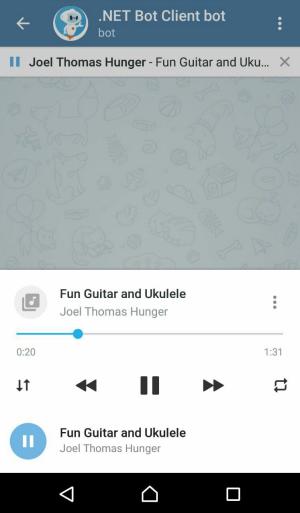 .NET Bot Client bot
bot
Joel Thomas Hunger - Fun Guitar and Uku...
Fun Guitar and Ukulele
Joel Thomas Hunger
0:20
1:31
Fun Guitar and Ukulele
Joel Thomas Hunger